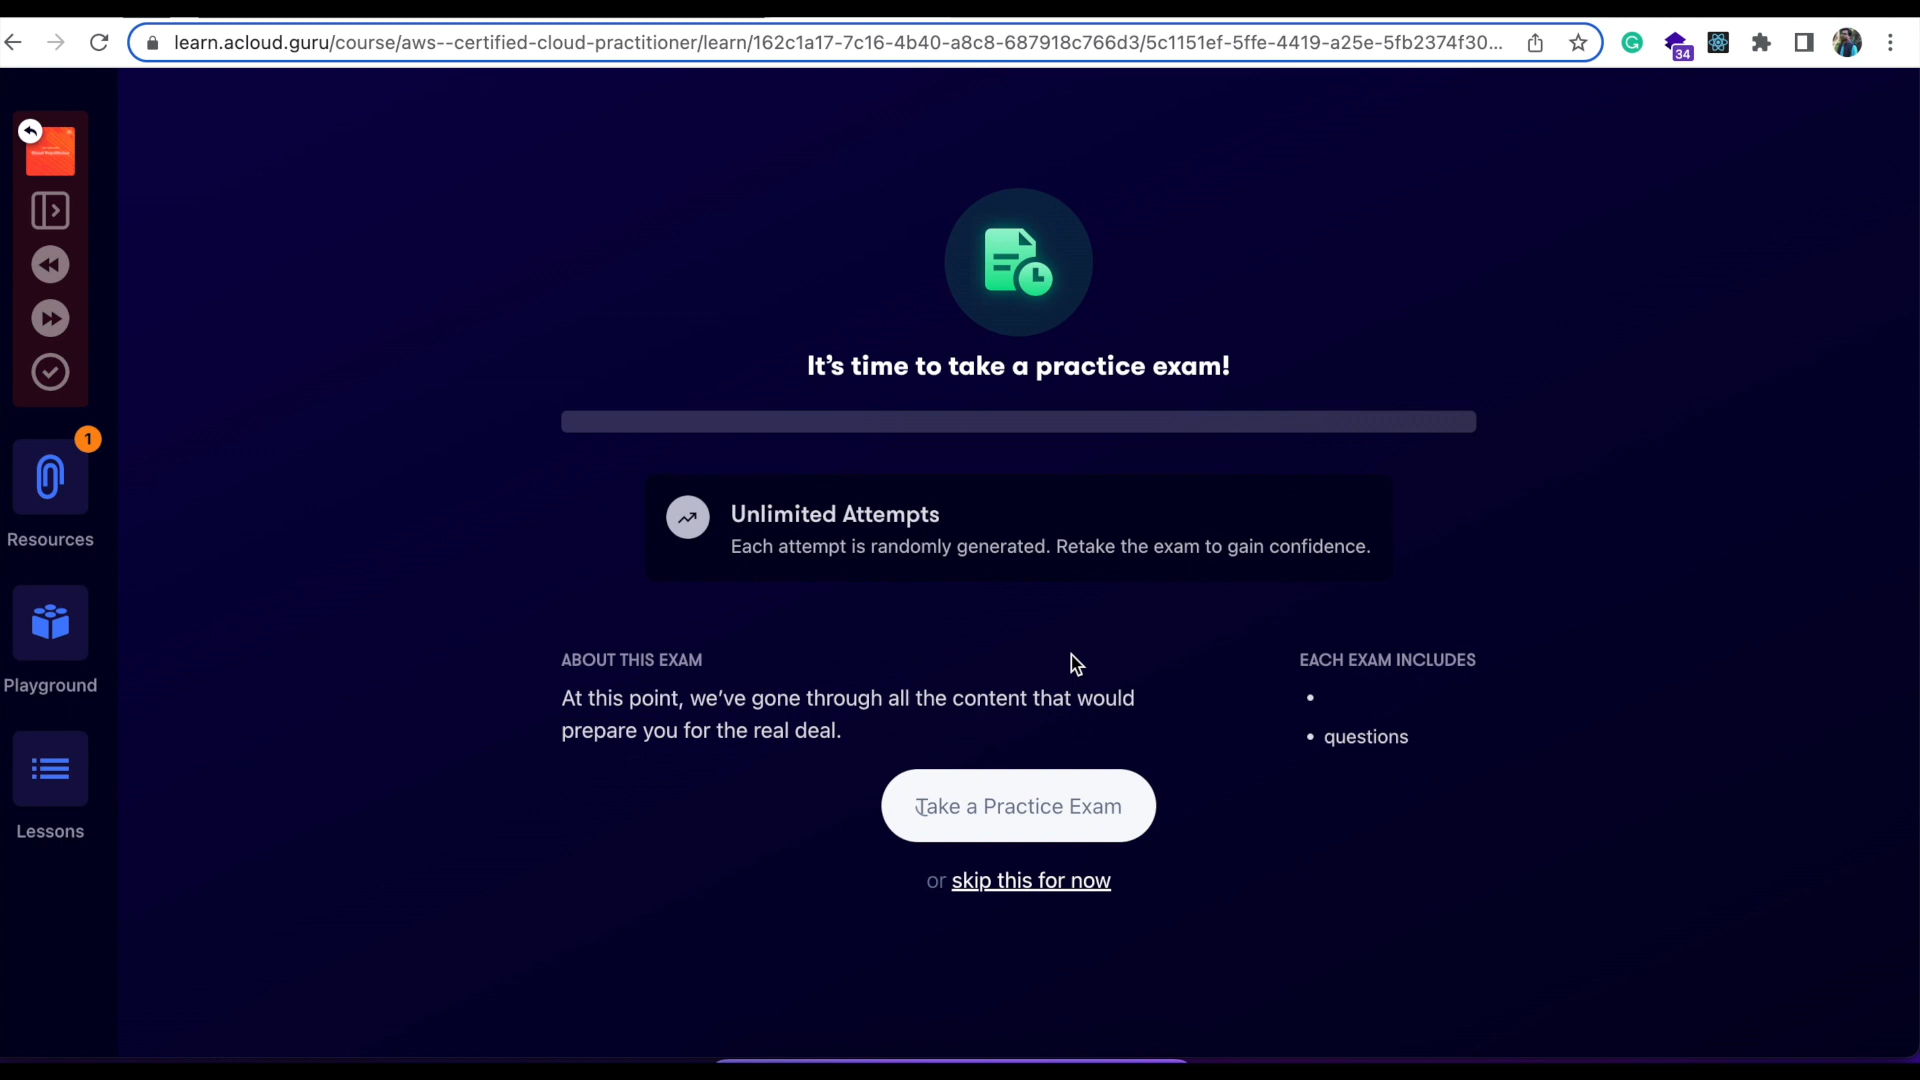 learn.acloud.guru/course/aws--certified-cloud-practitioner/learn/162c1a17-7c16-4b40-a8c8-687918c766d3/5c1151ef-5ffe-4419-a25e-5fb2374f30...
34
It's time to take a practice exam!
Unlimited Attempts
Each attempt is randomly generated. Retake the exam to gain confidence.
1
Resources
Playground
Lessons
ABOUT THIS EXAM
At this point, we've gone through all the content that would
prepare you for the real deal.
EACH EXAM INCLUDES
•
• questions
Take a Practice Exam
or skip this for now